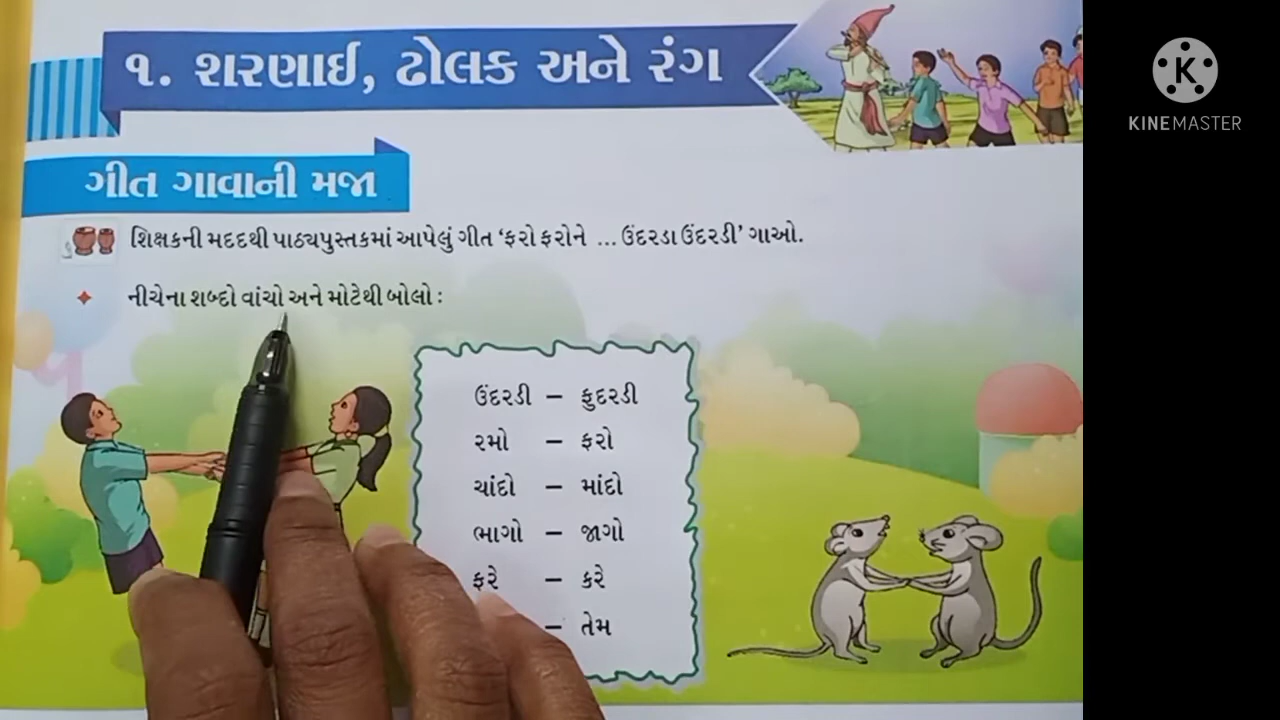 ૧. શરણાઈ, ઢોલક અને રંગ
ગીત ગાવાની મજા
શિક્ષકની મદદથી પાઠ્યપુસ્તકમાં આપેલું ગીત ‘ફરો ફરોને ... ઉંદરડા ઉંદરડી’ ગાઓ.
નીચેના શબ્દો વાંચો અને મોટેથી બોલો :
ઉંદરડી – ફુદરડી
રમો – ફરો
ચાંદો – માંદો
ભાગો – જાગો
ફરે – કરે
– તેમ
KINEMASTER